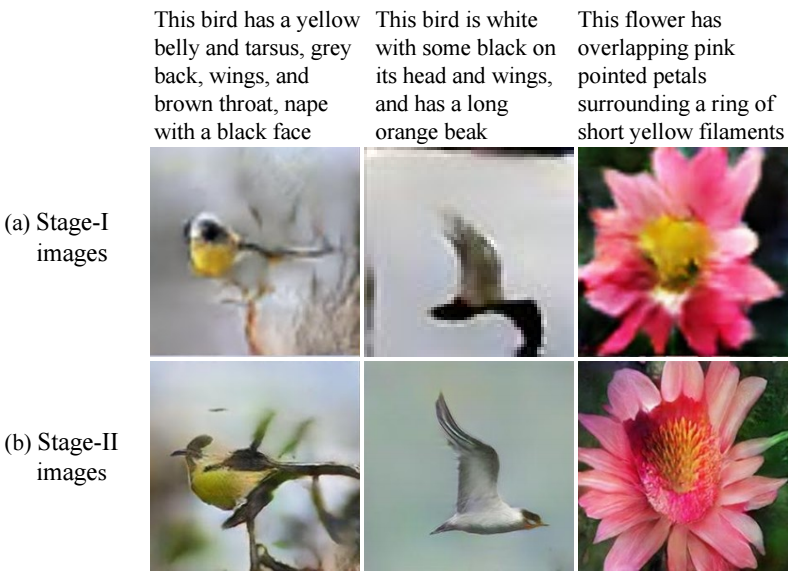 This bird has a yellow
belly and tarsus, grey
back, wings, and
brown throat, nape
with a black face
This bird is white
with some black on
its head and wings,
and has a long
orange beak
This flower has
overlapping pink
pointed petals
surrounding a ring of
short yellow filaments
(a) Stage-I
images
(b) Stage-II
images